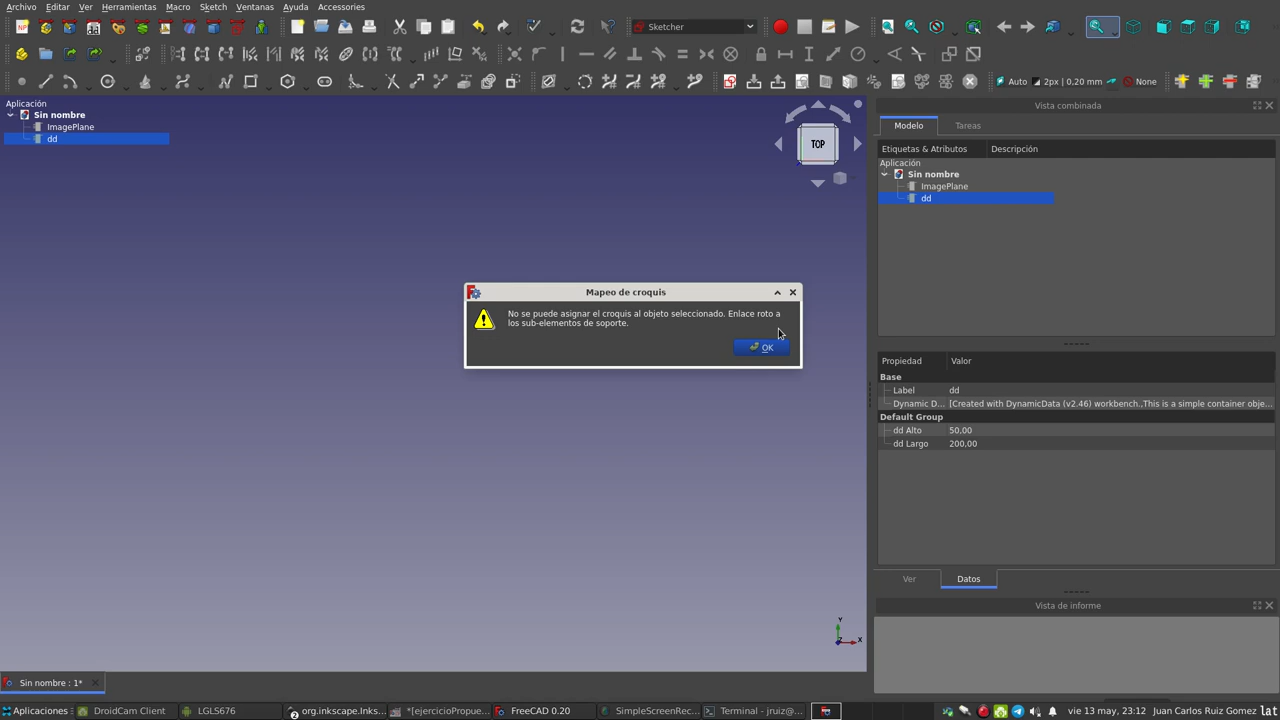 Archivo Editar Ver Herramientas Macro Sketch Ventanas Ayuda Accessories
Sketcher
Auto 2px | 0.20 mm None
Aplicación
Sin nombre
ImagePlane
dd
TOP
Y
X
Mapeo de croquis
No se puede asignar el croquis al objeto seleccionado. Enlace roto a
los sub-elementos de soporte.
OK
Sin nombre : 1*
Vista combinada
Modelo Tareas
Etiquetas & Atributos Descripción
Aplicación
Sin nombre
ImagePlane
dd
Propiedad Valor
Base
Label dd
Dynamic D... [Created with DynamicData (v2.46) workbench.,This is a simple container obje...
Default Group
dd Alto 50,00
dd Largo 200,00
Ver Datos
Vista de informe
Aplicaciones DroidCam Client LGLS676 2 org.inkscape.Inks... *[ejercicioPropue... FreeCAD 0.20 SimpleScreenRec... Terminal - jruiz@... vie 13 may, 23:12 Juan Carlos Ruiz Gomez lat